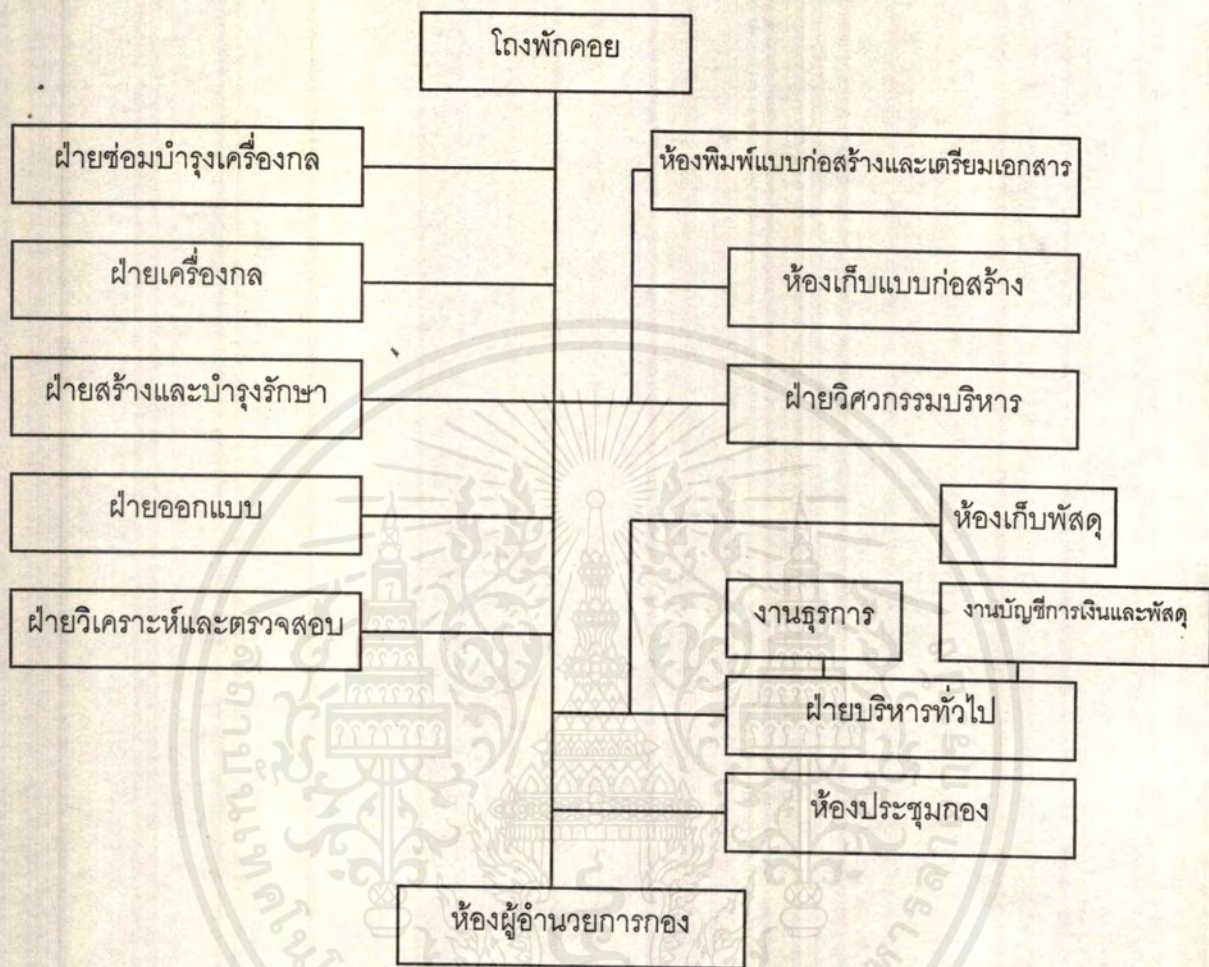 โถงพักคอย
ฝ่ายซ่อมบำรุงเครื่องกล
ห้องพิมพ์แบบก่อสร้างและเตรียมเอกสาร
ฝ่ายเครื่องกล
ห้องเก็บแบบก่อสร้าง
ฝ่ายสร้างและบำรุงรักษา
ฝ่ายวิศวกรรมบริหาร
ฝ่ายออกแบบ
ห้องเก็บพัสดุ
ฝ่ายวิเคราะห์และตรวจสอบ
งานธุรการ
งานบัญชีการเงินและพัสดุ
ฝ่ายบริหารทั่วไป
ห้องประชุมกอง
ห้องผู้อำนวยการกอง